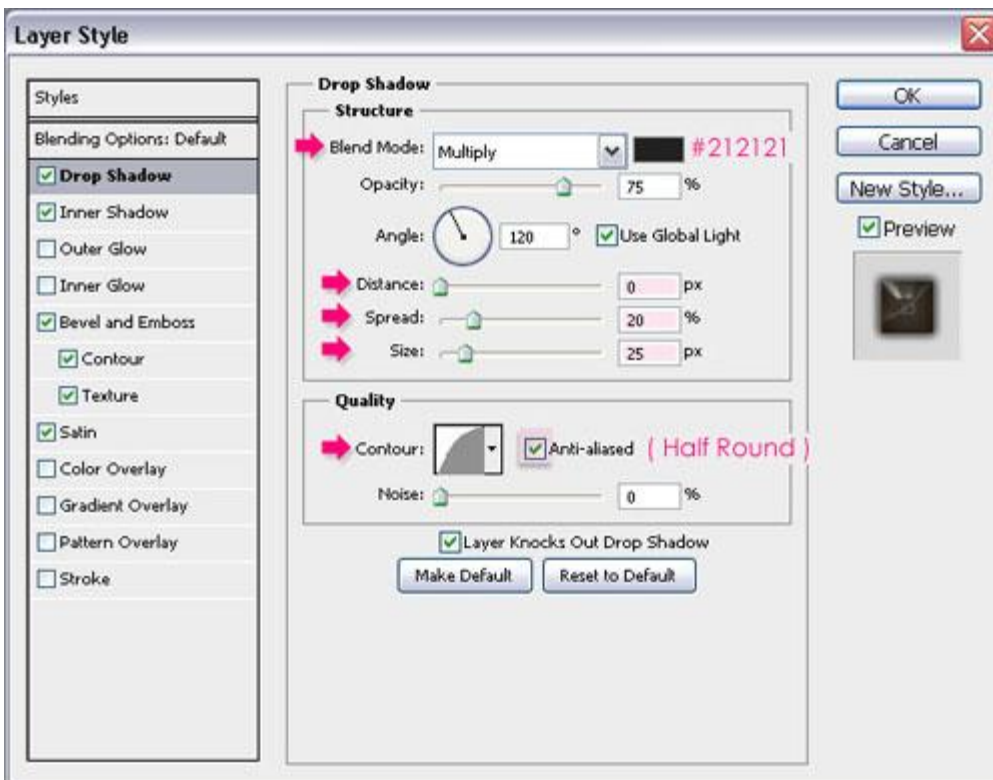 Layer Style
Styles
Blending Options: Default
Drop Shadow
Inner Shadow
Outer Glow
Inner Glow
Bevel and Emboss
Contour
Texture
Satin
Color Overlay
Gradient Overlay
Pattern Overlay
Stroke
Drop Shadow
Structure
Blend Mode: Multiply #212121
Opacity: 75 %
Angle: 120 ° Use Global Light
Distance: 0 px
Spread: 20 %
Size: 25 px
Quality
Contour: Anti-aliased ( Half Round )
Noise: 0 %
Layer Knocks Out Drop Shadow
Make Default Reset to Default
OK
Cancel
New Style...
Preview